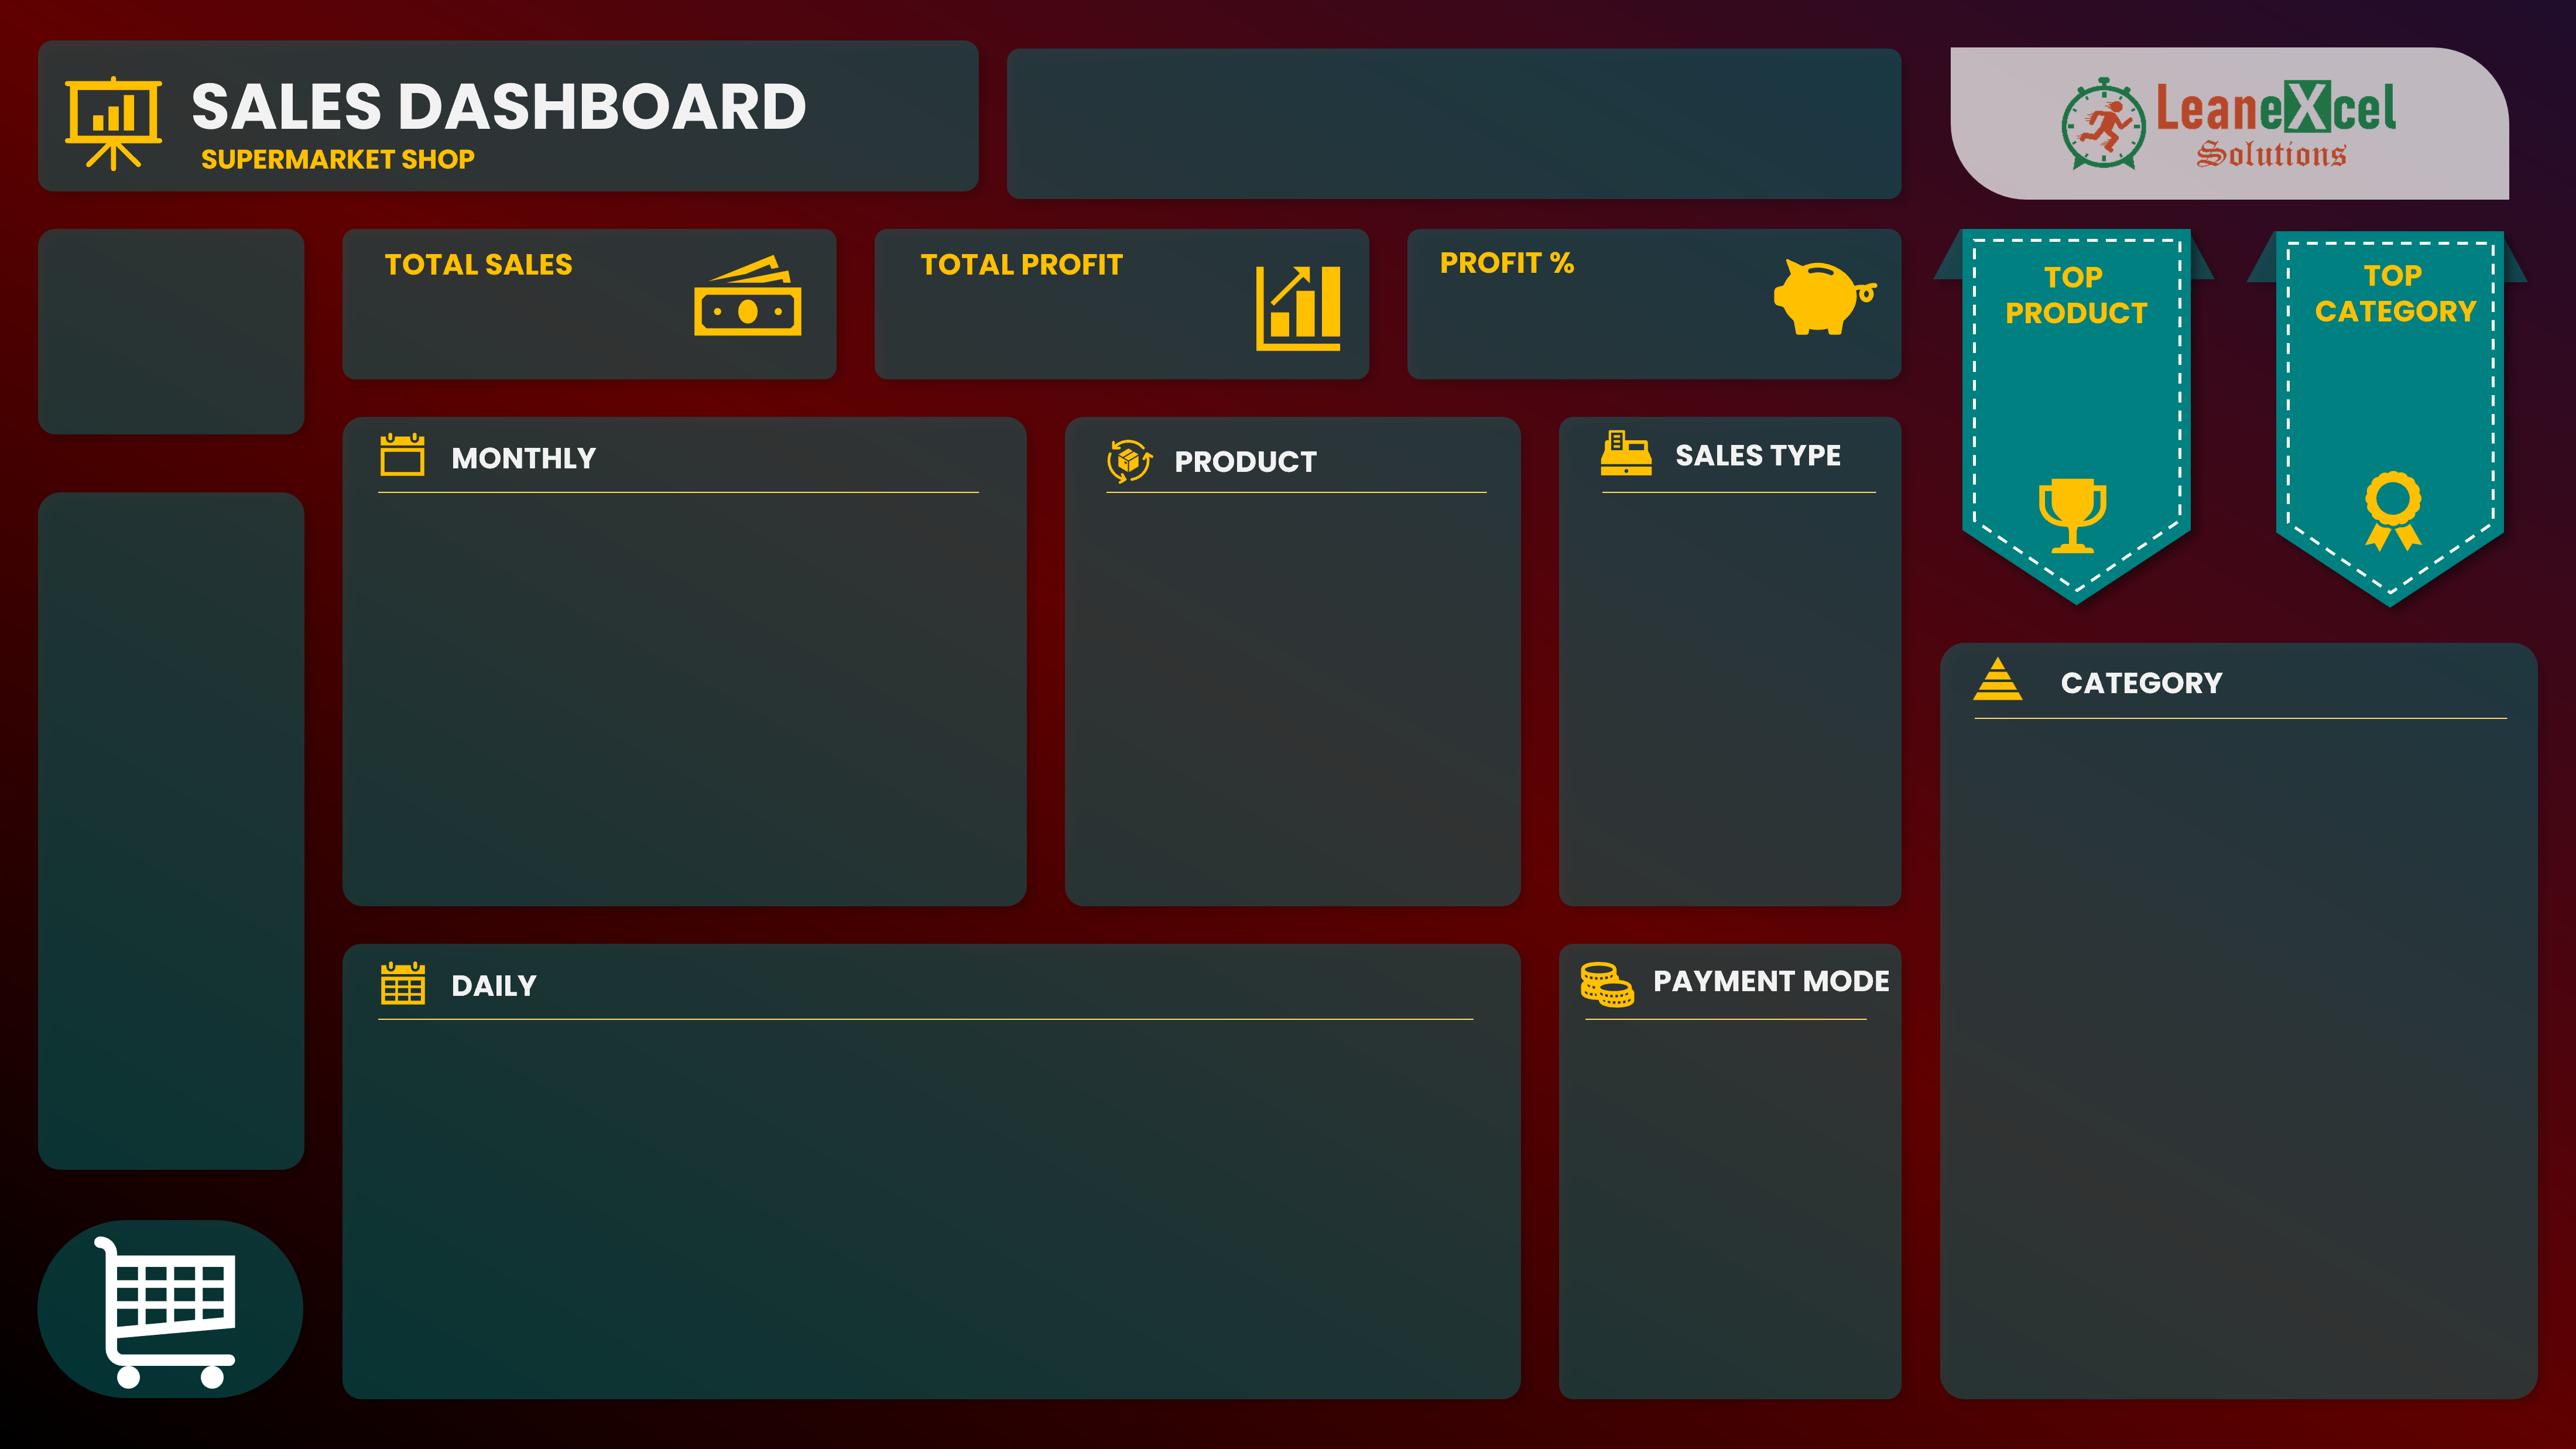 SALES DASHBOARD
SUPERMARKET SHOP
LeaneXcel
Solutions
TOTAL SALES
TOTAL PROFIT
PROFIT %
TOP
PRODUCT
TOP
CATEGORY
MONTHLY
PRODUCT
SALES TYPE
CATEGORY
DAILY
PAYMENT MODE